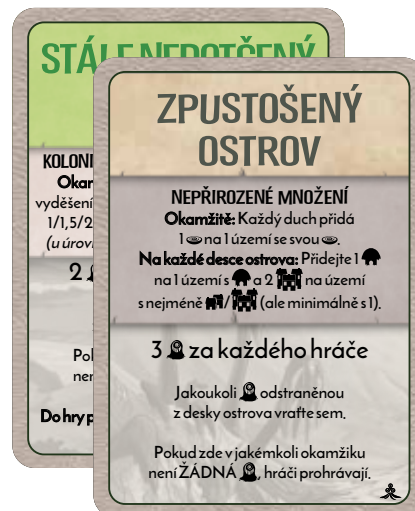 STÁLE NEDOTČENÝ
KOLONI
Okam
vyděšení
1/1,5/2
(u úrov
2
Pok
nen
Do hry p
ZPUSTOŠENÝ
OSTROV
NEPŘIROZENÉ MNOŽENÍ
Okamžitě: Každý duch přidá
1 na 1 území se svou .
Na každé desce ostrova: Přidejte 1
na 1 území s a 2 na území
s nejméně / (ale minimálně s 1).
3 za každého hráče
Jakoukoli odstraněnou
z desky ostrova vraťte sem.
Pokud zde v jakémkoli okamžiku
není ŽÁDNÁ , hráči prohrávají.